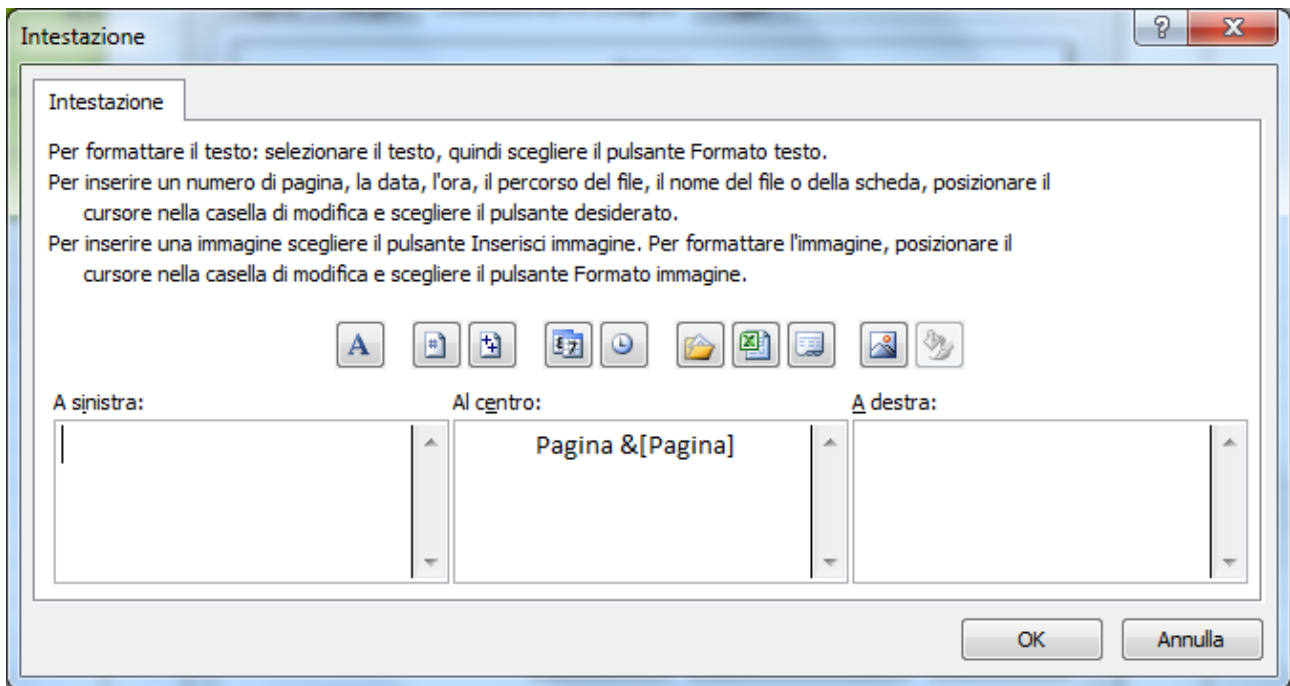 Intestazione
Intestazione
Per formattare il testo: selezionare il testo, quindi scegliere il pulsante Formato testo.
Per inserire un numero di pagina, la data, l'ora, il percorso del file, il nome del file o della scheda, posizionare il
cursore nella casella di modifica e scegliere il pulsante desiderato.
Per inserire una immagine scegliere il pulsante Inserisci immagine. Per formattare l'immagine, posizionare il
cursore nella casella di modifica e scegliere il pulsante Formato immagine.
A sinistra: Al centro: A destra:
Pagina &[Pagina]
OK Annulla